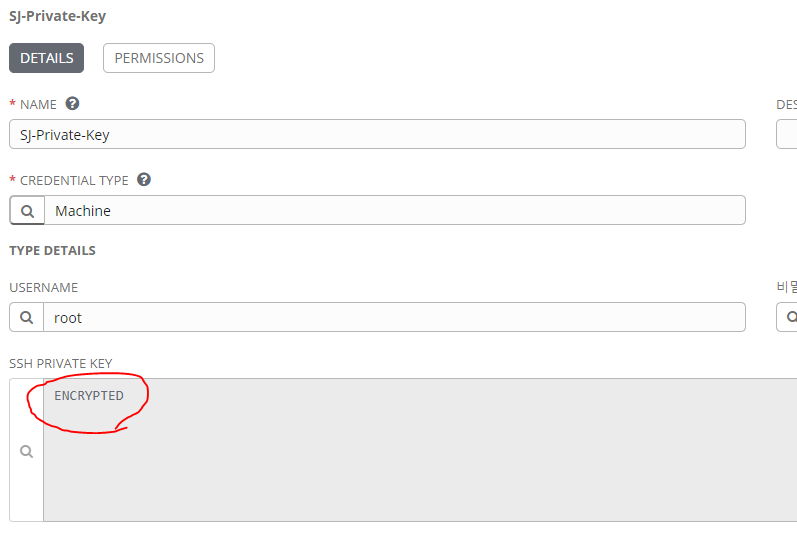 SJ-Private-Key
DETAILS PERMISSIONS
* NAME ? DES
SJ-Private-Key
* CREDENTIAL TYPE ?
Machine
TYPE DETAILS
USERNAME 비밀
root
SSH PRIVATE KEY
ENCRYPTED